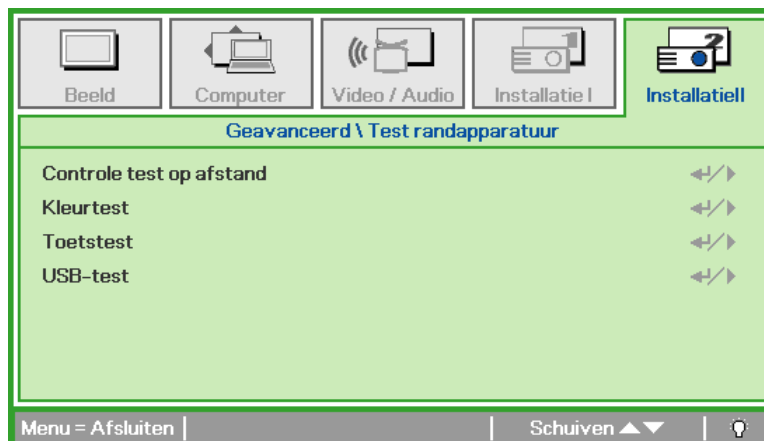 Beeld
Computer
Video / Audio
Installatie I
InstallatieII
Geavanceerd \ Test randapparatuur
Controle test op afstand
Kleurtest
Toetstest
USB-test
Menu = Afsluiten
Schuiven ▲▼